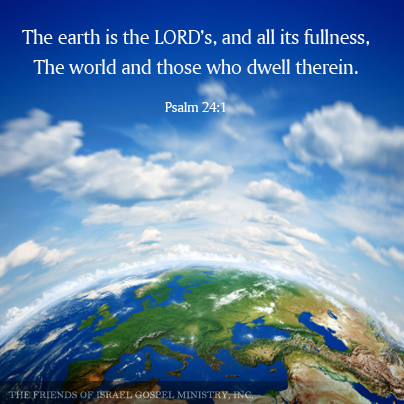 The earth is the LORD's, and all its fullness,
The world and those who dwell therein.
Psalm 24:1
THE FRIENDS OF ISRAEL GOSPEL MINISTRY, INC.